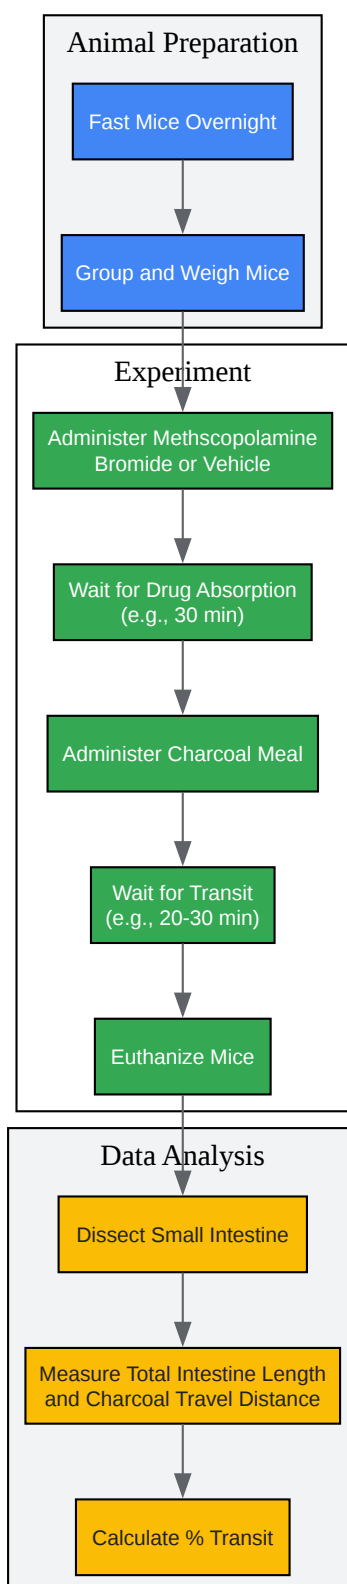 Animal Preparation
Fast Mice Overnight
Group and Weigh Mice
Experiment
Administer Methscopolamine
Bromide or Vehicle
Wait for Drug Absorption
(e.g., 30 min)
Administer Charcoal Meal
Wait for Transit
(e.g., 20-30 min)
Euthanize Mice
Data Analysis
Dissect Small Intestine
Measure Total Intestine Length
and Charcoal Travel Distance
Calculate % Transit